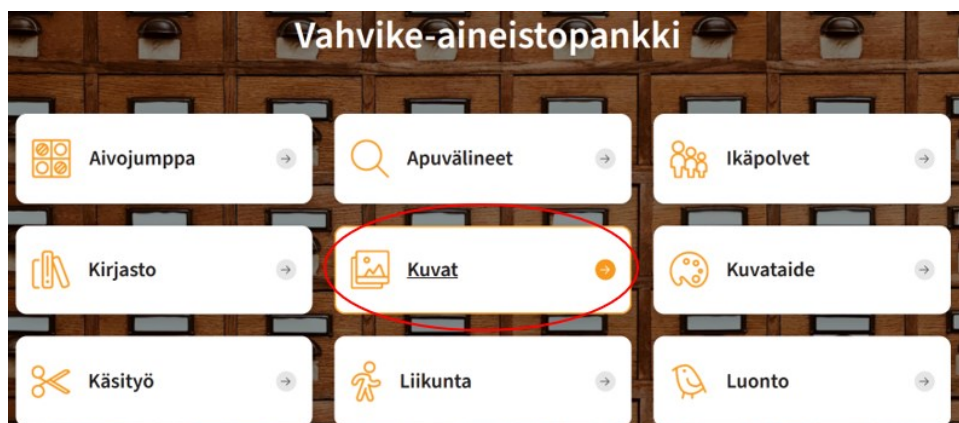 Vahvike-aineistopankki
Aivojumppa
Apuvälineet
Ikäpolvet
Kirjasto
Kuvat
Kuvataide
Käsityö
Liikunta
Luonto